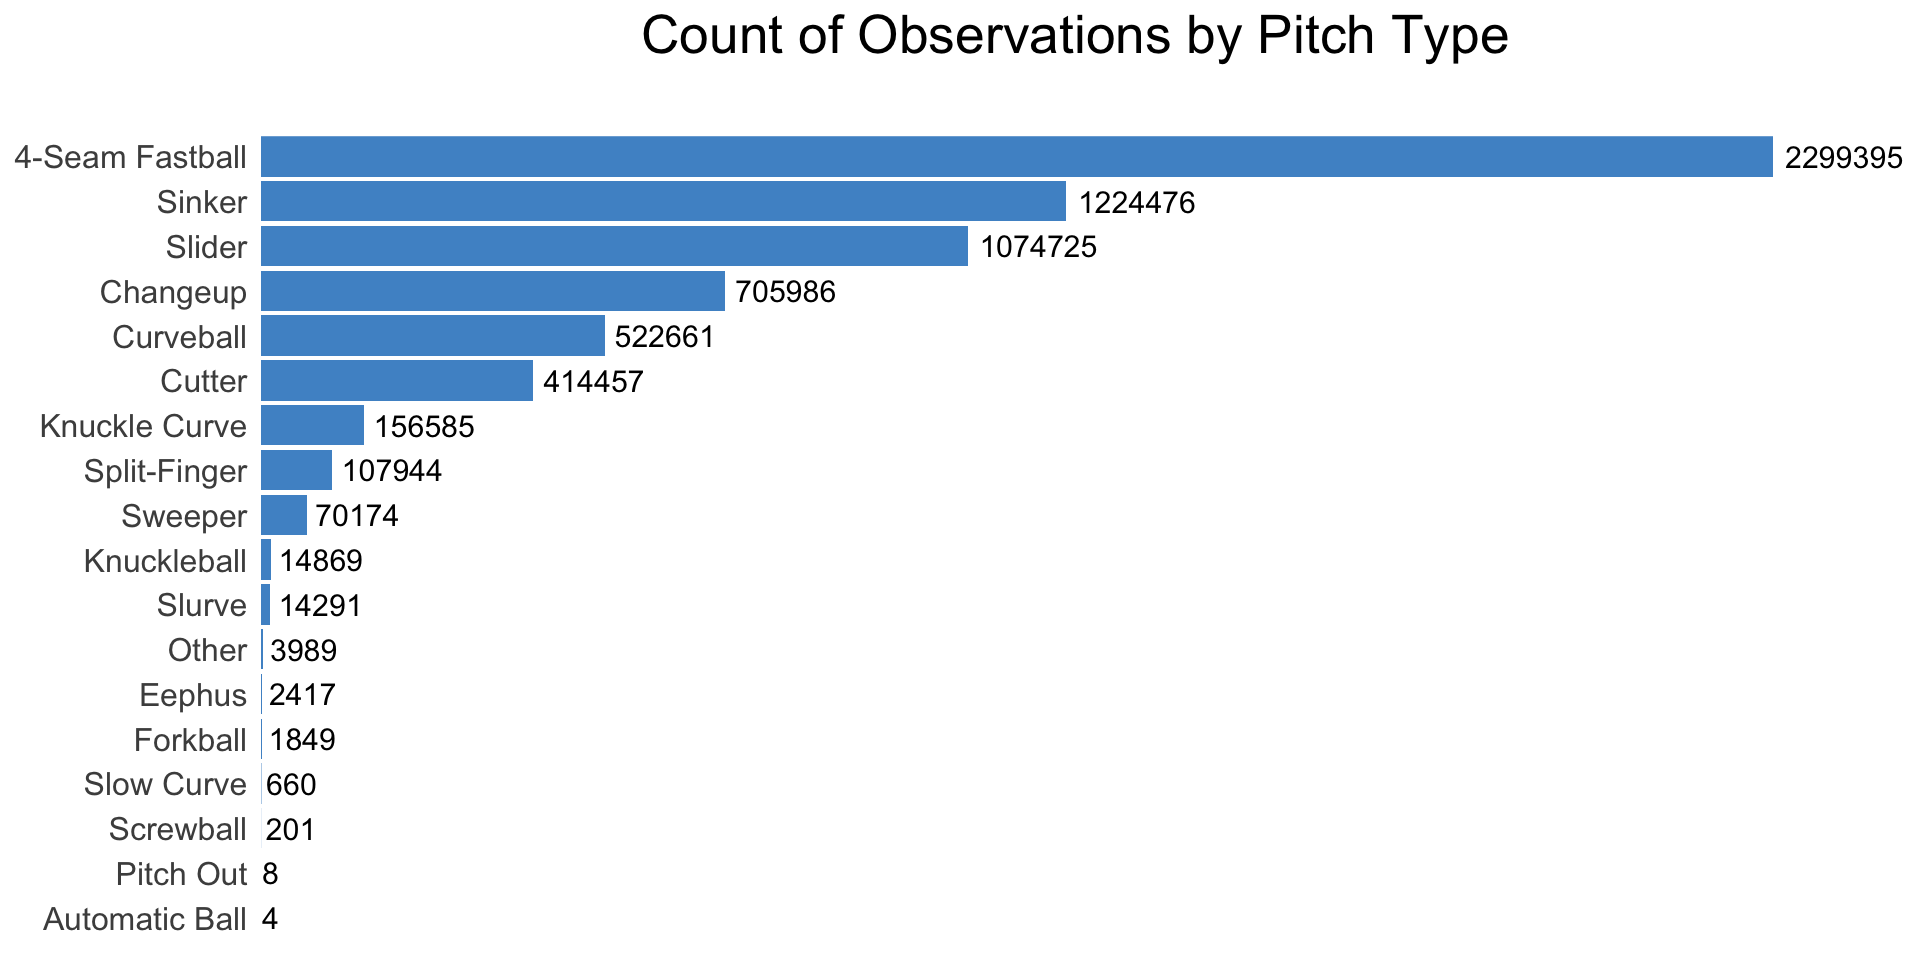 Count of Observations by Pitch Type
4-Seam Fastball 2299395
Sinker 1224476
Slider 1074725
Changeup 705986
Curveball 522661
Cutter 414457
Knuckle Curve 156585
Split-Finger 107944
Sweeper 70174
Knuckleball 14869
Slurve 14291
Other 3989
Eephus 2417
Forkball 1849
Slow Curve 660
Screwball 201
Pitch Out 8
Automatic Ball 4